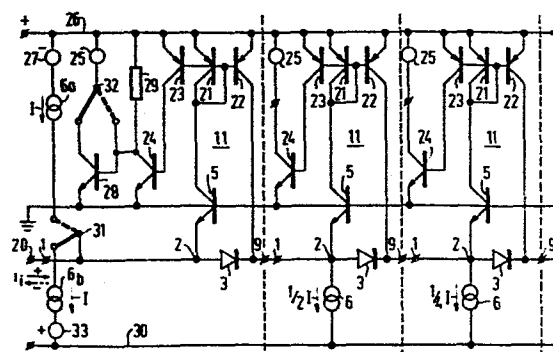 + 26
27 − 25 − 6a 32 29 23 21 22 25 23 21 22 25 23 21 22
I
24 11 24 11 24 11
28 5 5 5
31
20 1 2 3 9 1 2 3 9 1 2 3 9
Ii + −
6b I 1/2 I 6 1/4 I 6
+ 33 30